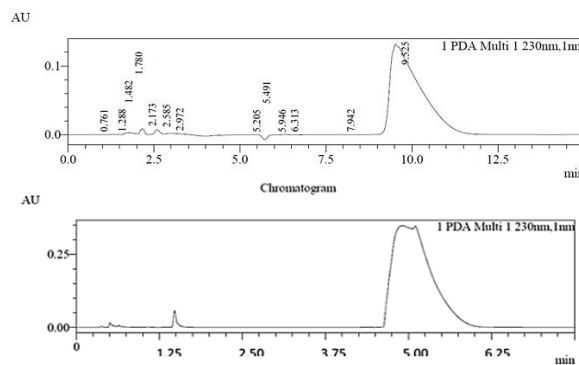 AU
1 PDA Multi 1 230nm,1nm
0.1
0.0
0.761
1.288
1.482
1.780
2.173
2.585
2.972
5.205
5.491
5.946
6.313
7.942
9.525
0.0 2.5 5.0 7.5 10.0 12.5
min
Chromatogram
AU
1 PDA Multi 1 230nm,1nm
0.25
0.00
min 1.25 2.50 3.75 5.00 6.25 min